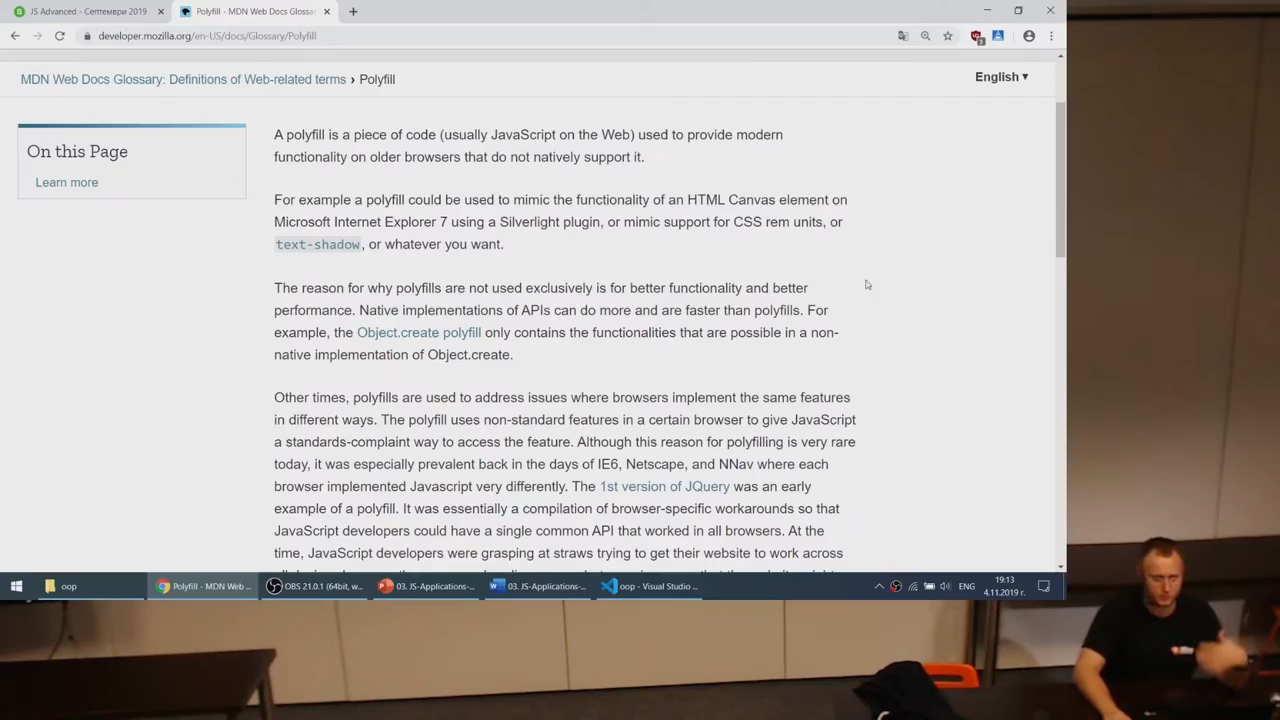 JS Advanced - Септември 2019
Polyfill - MDN Web Docs Glossar
developer.mozilla.org/en-US/docs/Glossary/Polyfill
MDN Web Docs Glossary: Definitions of Web-related terms › Polyfill
English ▾
On this Page
Learn more
A polyfill is a piece of code (usually JavaScript on the Web) used to provide modern
functionality on older browsers that do not natively support it.
For example a polyfill could be used to mimic the functionality of an HTML Canvas element on
Microsoft Internet Explorer 7 using a Silverlight plugin, or mimic support for CSS rem units, or
text-shadow, or whatever you want.
The reason for why polyfills are not used exclusively is for better functionality and better
performance. Native implementations of APIs can do more and are faster than polyfills. For
example, the Object.create polyfill only contains the functionalities that are possible in a non-
native implementation of Object.create.
Other times, polyfills are used to address issues where browsers implement the same features
in different ways. The polyfill uses non-standard features in a certain browser to give JavaScript
a standards-complaint way to access the feature. Although this reason for polyfilling is very rare
today, it was especially prevalent back in the days of IE6, Netscape, and NNav where each
browser implemented Javascript very differently. The 1st version of JQuery was an early
example of a polyfill. It was essentially a compilation of browser-specific workarounds so that
JavaScript developers could have a single common API that worked in all browsers. At the
time, JavaScript developers were grasping at straws trying to get their website to work across
oop
Polyfill - MDN Web ...
OBS 21.0.1 (64bit, w...
03. JS-Applications-...
03. JS-Applications-...
oop - Visual Studio ...
ENG
19:13
4.11.2019 г.